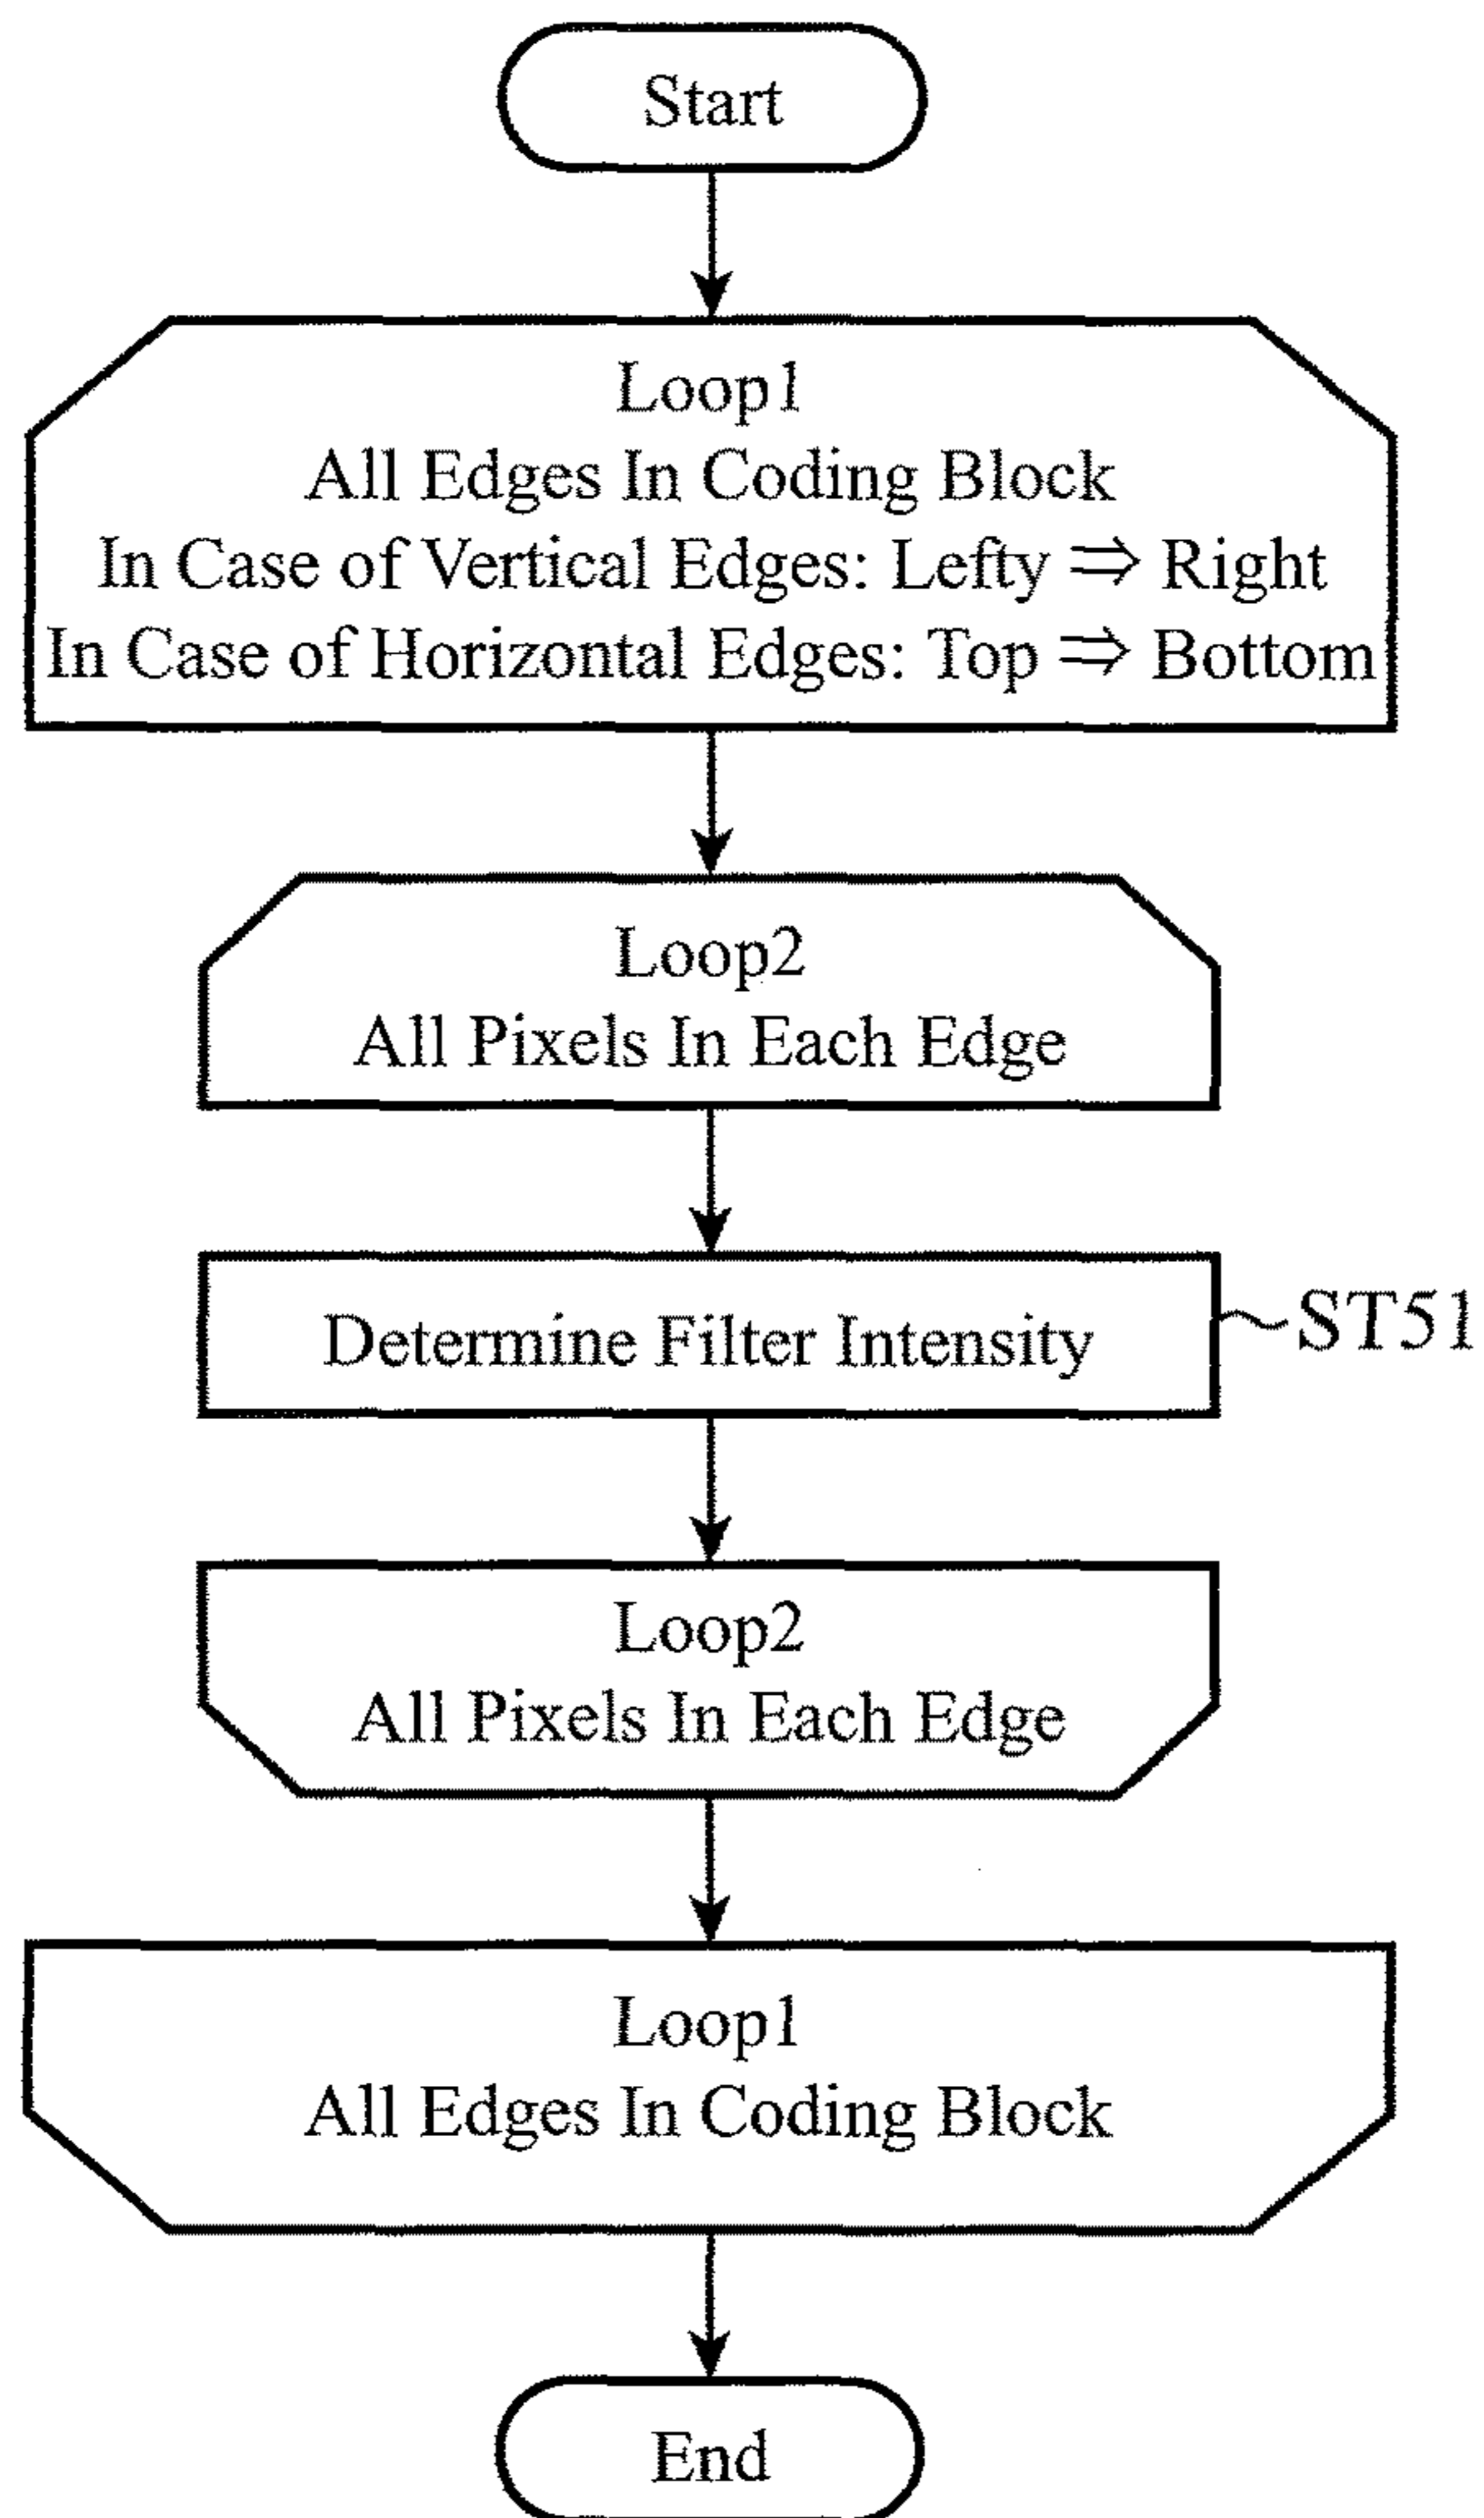 Start
Loop1
All Edges In Coding Block
In Case of Vertical Edges: Lefty ⇒ Right
In Case of Horizontal Edges: Top ⇒ Bottom
Loop2
All Pixels In Each Edge
Determine Filter Intensity
ST51
Loop2
All Pixels In Each Edge
Loop1
All Edges In Coding Block
End